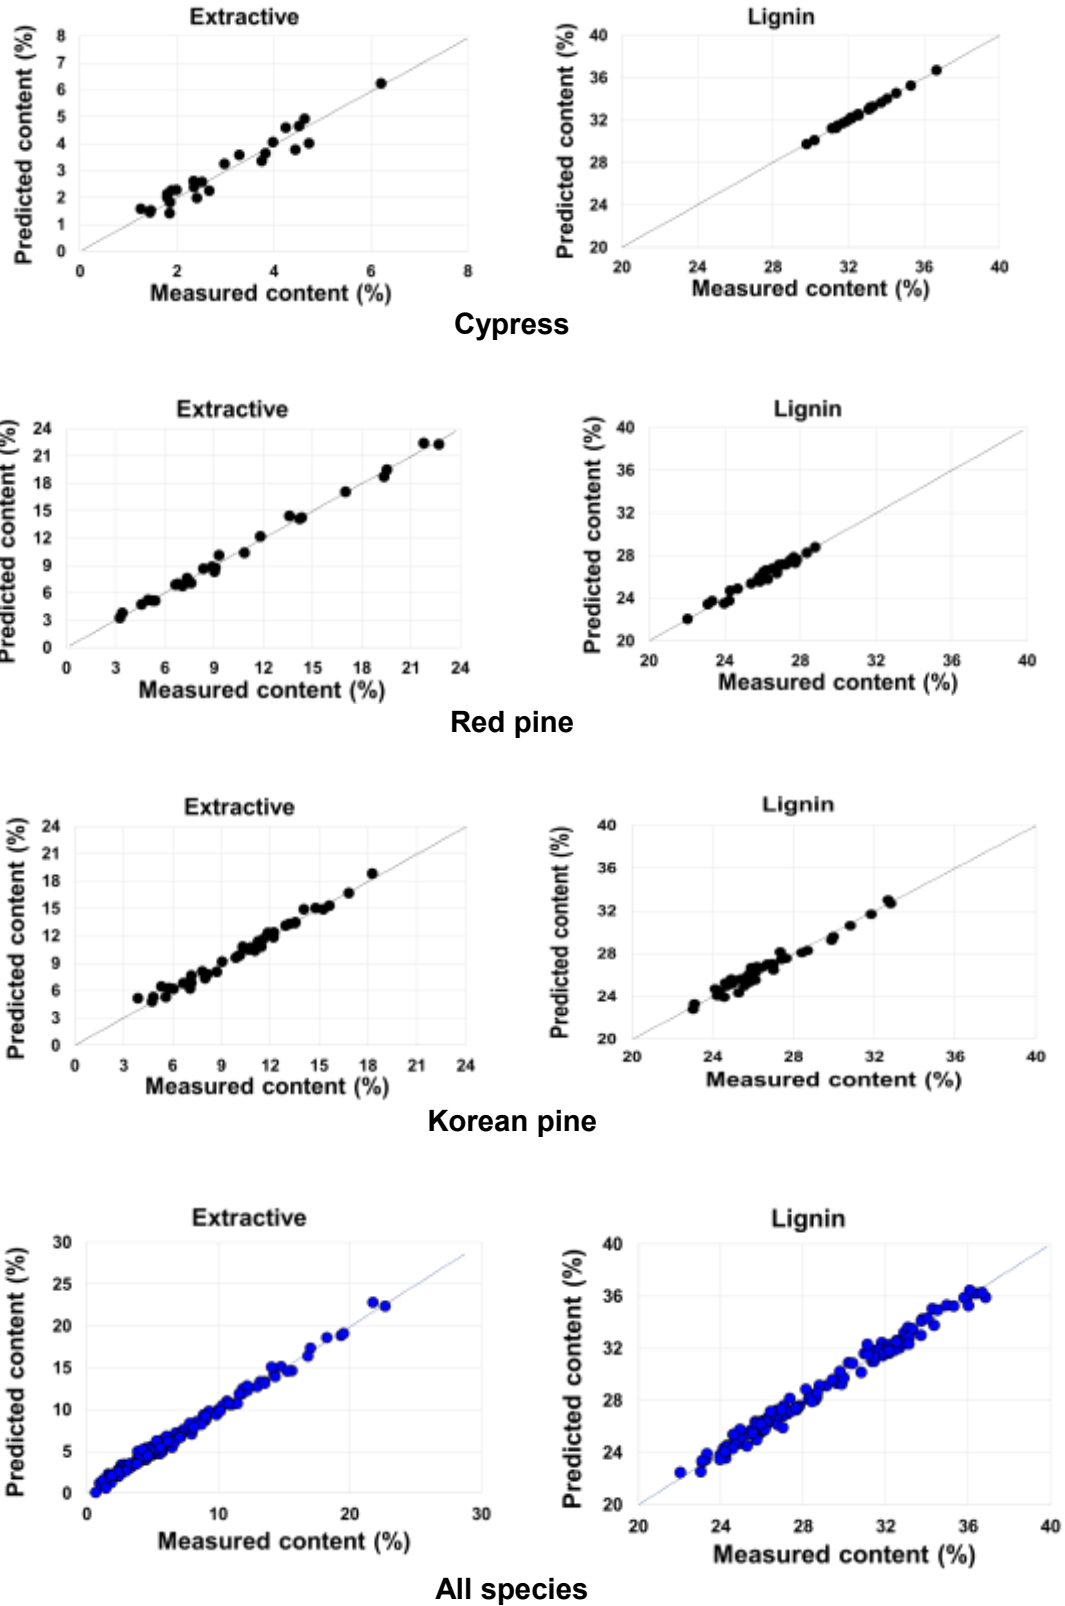 Extractive
Lignin
Predicted content (%)
8
7
6
5
4
3
2
1
0
0 2 4 6 8
Measured content (%)
Predicted content (%)
40
36
32
28
24
20
20 24 28 32 36 40
Measured content (%)
Cypress
Extractive
Lignin
Predicted content (%)
24
21
18
15
12
9
6
3
0
0 3 6 9 12 15 18 21 24
Measured content (%)
Predicted content (%)
40
36
32
28
24
20
20 24 28 32 36 40
Measured content (%)
Red pine
Extractive
Lignin
Predicted content (%)
24
21
18
15
12
9
6
3
0
0 3 6 9 12 15 18 21 24
Measured content (%)
Predicted content (%)
40
36
32
28
24
20
20 24 28 32 36 40
Measured content (%)
Korean pine
Extractive
Lignin
Predicted content (%)
30
25
20
15
10
5
0
0 10 20 30
Measured content (%)
Predicted content (%)
40
36
32
28
24
20
20 24 28 32 36 40
Measured content (%)
All species